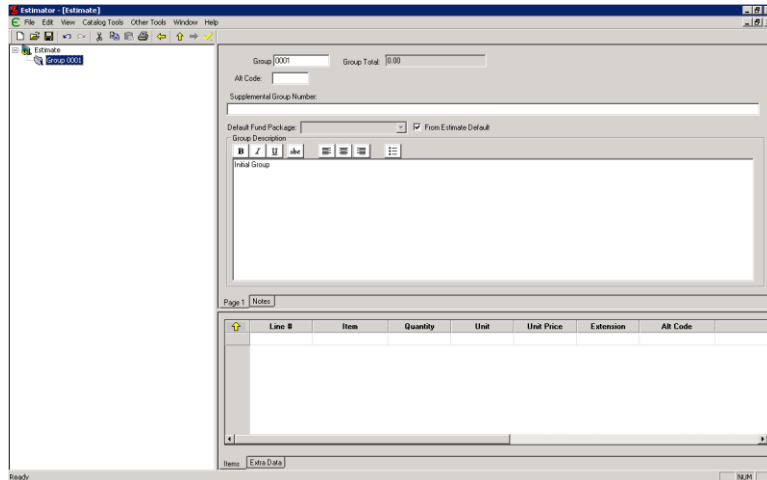 Estimator - [Estimate]
File Edit View Catalog Tools Other Tools Window Help
Estimate
Group 0001
Group 0001 Group Total: 0.00
Alt Code:
Supplemental Group Number:
Default Fund Package: From Estimate Default
Group Description
B I U abc
Initial Group
Page 1 Notes
Line # Item Quantity Unit Unit Price Extension Alt Code
Items Extra Data
Ready NUM